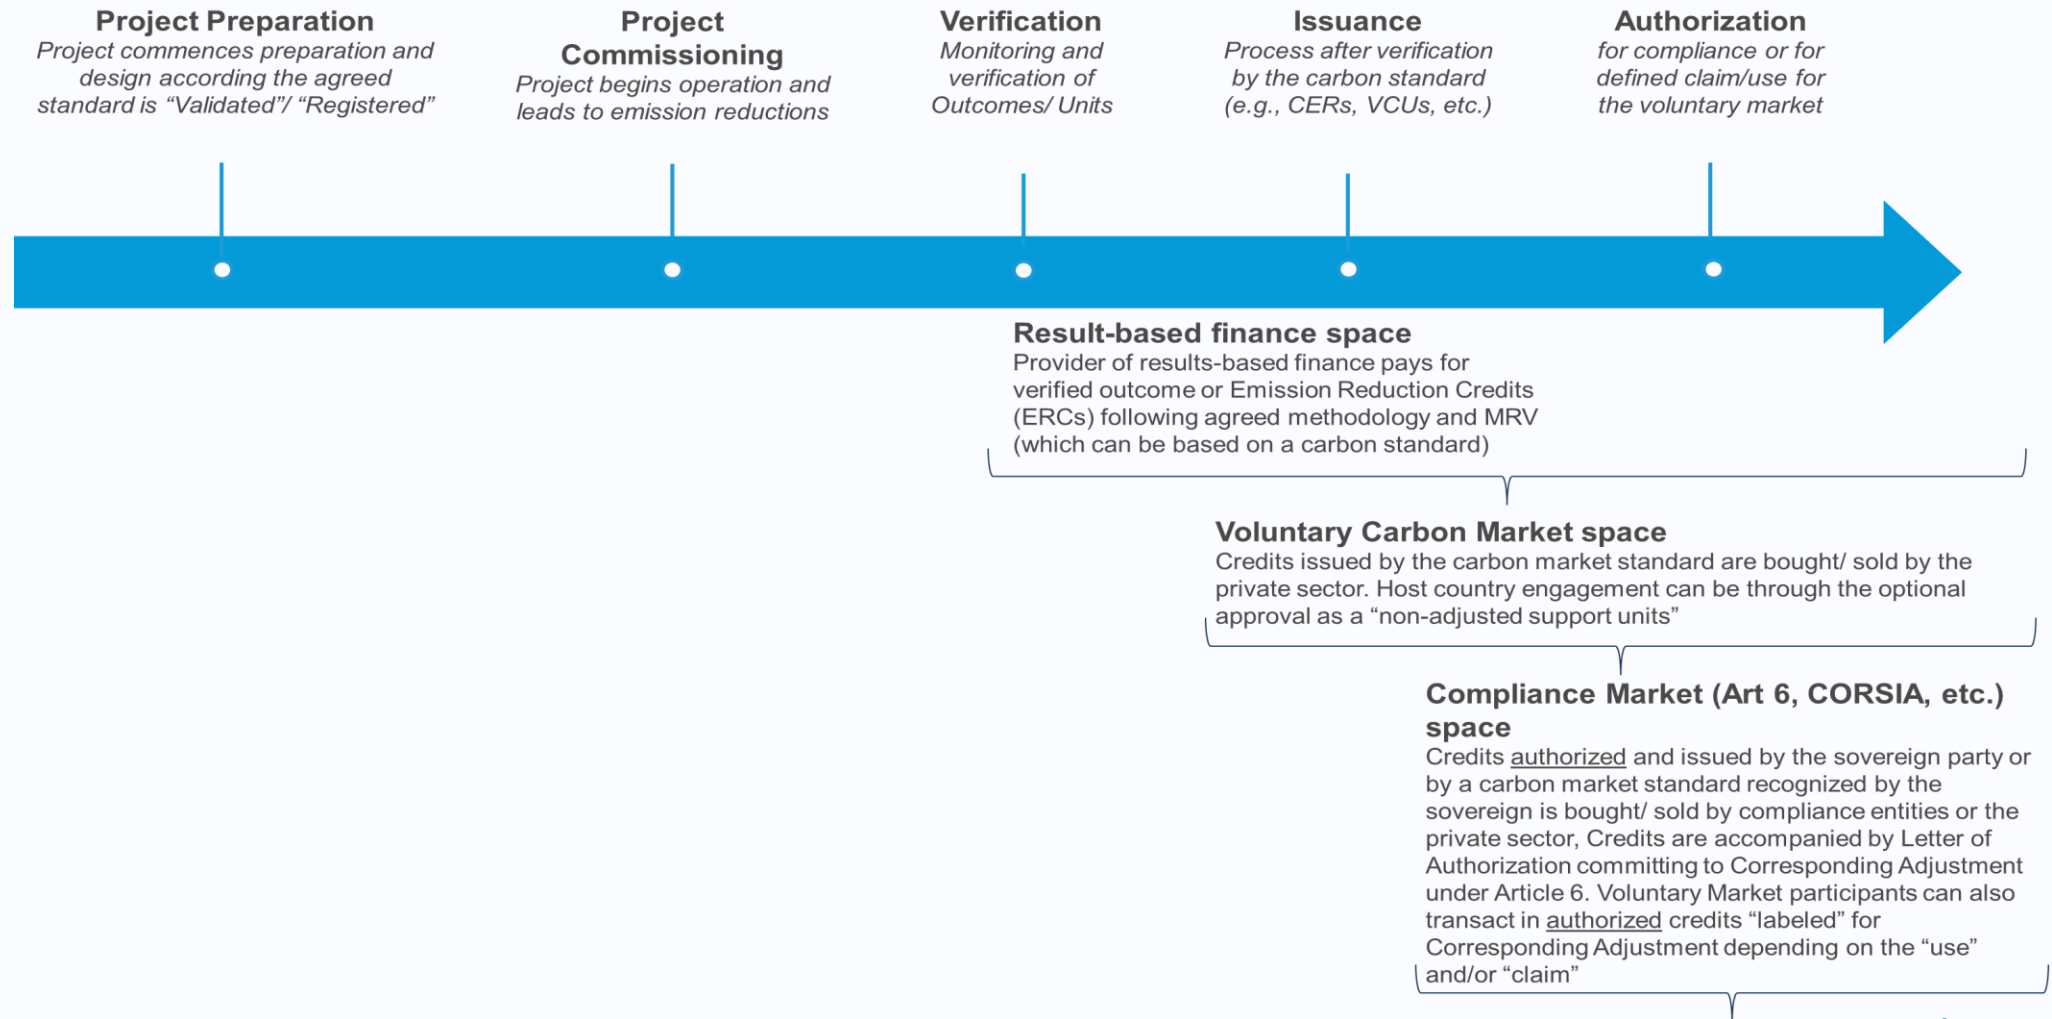 Project Preparation
Project commences preparation and
design according the agreed
standard is “Validated”/ “Registered”
Project
Commissioning
Project begins operation and
leads to emission reductions
Verification
Monitoring and
verification of
Outcomes/ Units
Issuance
Process after verification
by the carbon standard
(e.g., CERs, VCUs, etc.)
Authorization
for compliance or for
defined claim/use for
the voluntary market
Result-based finance space
Provider of results-based finance pays for
verified outcome or Emission Reduction Credits
(ERCs) following agreed methodology and MRV
(which can be based on a carbon standard)
Voluntary Carbon Market space
Credits issued by the carbon market standard are bought/ sold by the
private sector. Host country engagement can be through the optional
approval as a “non-adjusted support units”
Compliance Market (Art 6, CORSIA, etc.)
space
Credits authorized and issued by the sovereign party or
by a carbon market standard recognized by the
sovereign is bought/ sold by compliance entities or the
private sector, Credits are accompanied by Letter of
Authorization committing to Corresponding Adjustment
under Article 6. Voluntary Market participants can also
transact in authorized credits “labeled” for
Corresponding Adjustment depending on the “use”
and/or “claim”